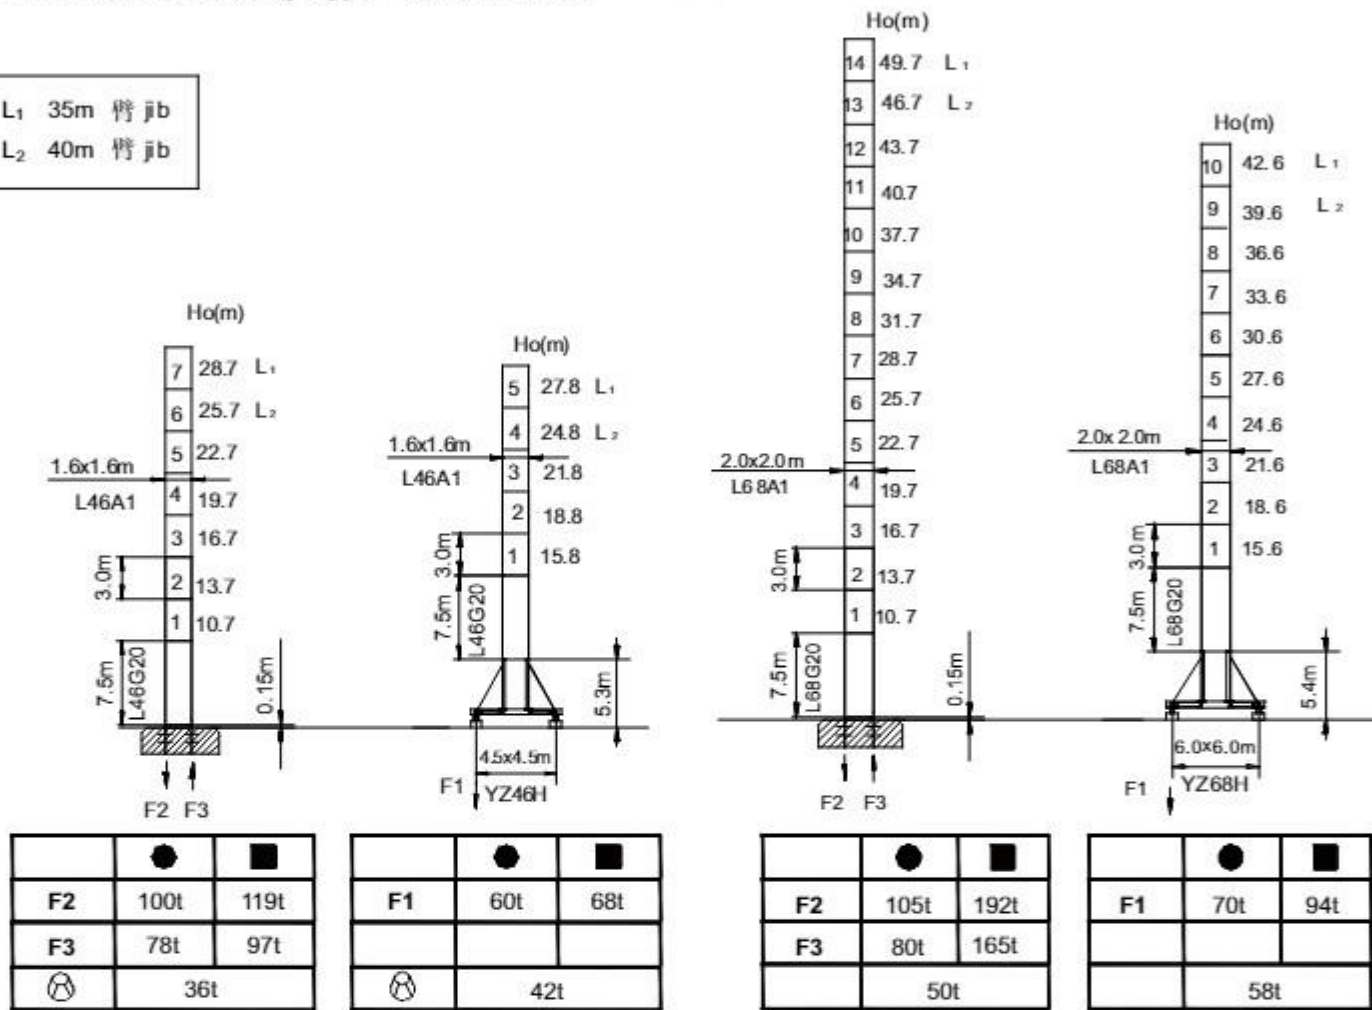 L₁ 35m 臂 jib
L₂ 40m 臂 jib
Ho(m)
7 28.7 L₁
6 25.7 L₂
5 22.7
4 19.7
3 16.7
2 13.7
1 10.7
1.6x1.6m
L46A1
3.0m
7.5m
L46G20
0.15m
F2 F3
Ho(m)
5 27.8 L₁
4 24.8 L₂
3 21.8
2 18.8
1 15.8
1.6x1.6m
L46A1
3.0m
7.5m
L46G20
5.3m
4.5x4.5m
F1 YZ46H
Ho(m)
14 49.7 L₁
13 46.7 L₂
12 43.7
11 40.7
10 37.7
9 34.7
8 31.7
7 28.7
6 25.7
5 22.7
4 19.7
3 16.7
2 13.7
1 10.7
2.0x2.0m
L68A1
3.0m
7.5m
L68G20
0.15m
F2 F3
Ho(m)
10 42.6 L₁
9 39.6 L₂
8 36.6
7 33.6
6 30.6
5 27.6
4 24.6
3 21.6
2 18.6
1 15.6
2.0x2.0m
L68A1
3.0m
7.5m
L68G20
5.4m
6.0x6.0m
F1 YZ68H
F2 100t 119t
F3 78t 97t
36t
F1 60t 68t
42t
F2 105t 192t
F3 80t 165t
50t
F1 70t 94t
58t